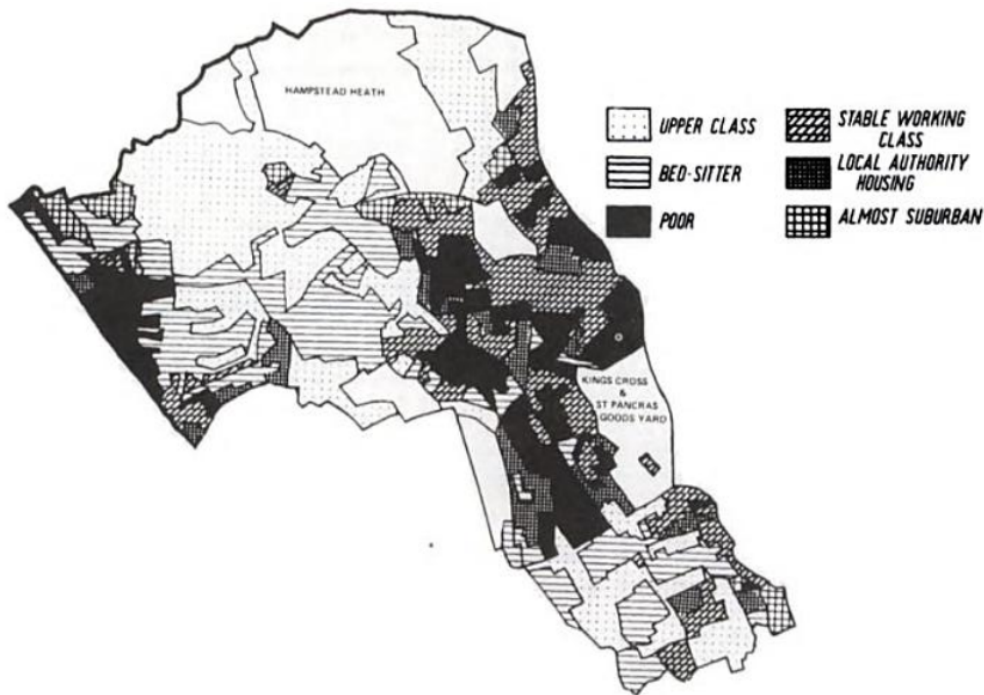 HAMPSTEAD HEATH
UPPER CLASS
BED-SITTER
POOR
STABLE WORKING
CLASS
LOCAL AUTHORITY
HOUSING
ALMOST SUBURBAN
KINGS CROSS
&
ST PANCRAS
GOODS YARD